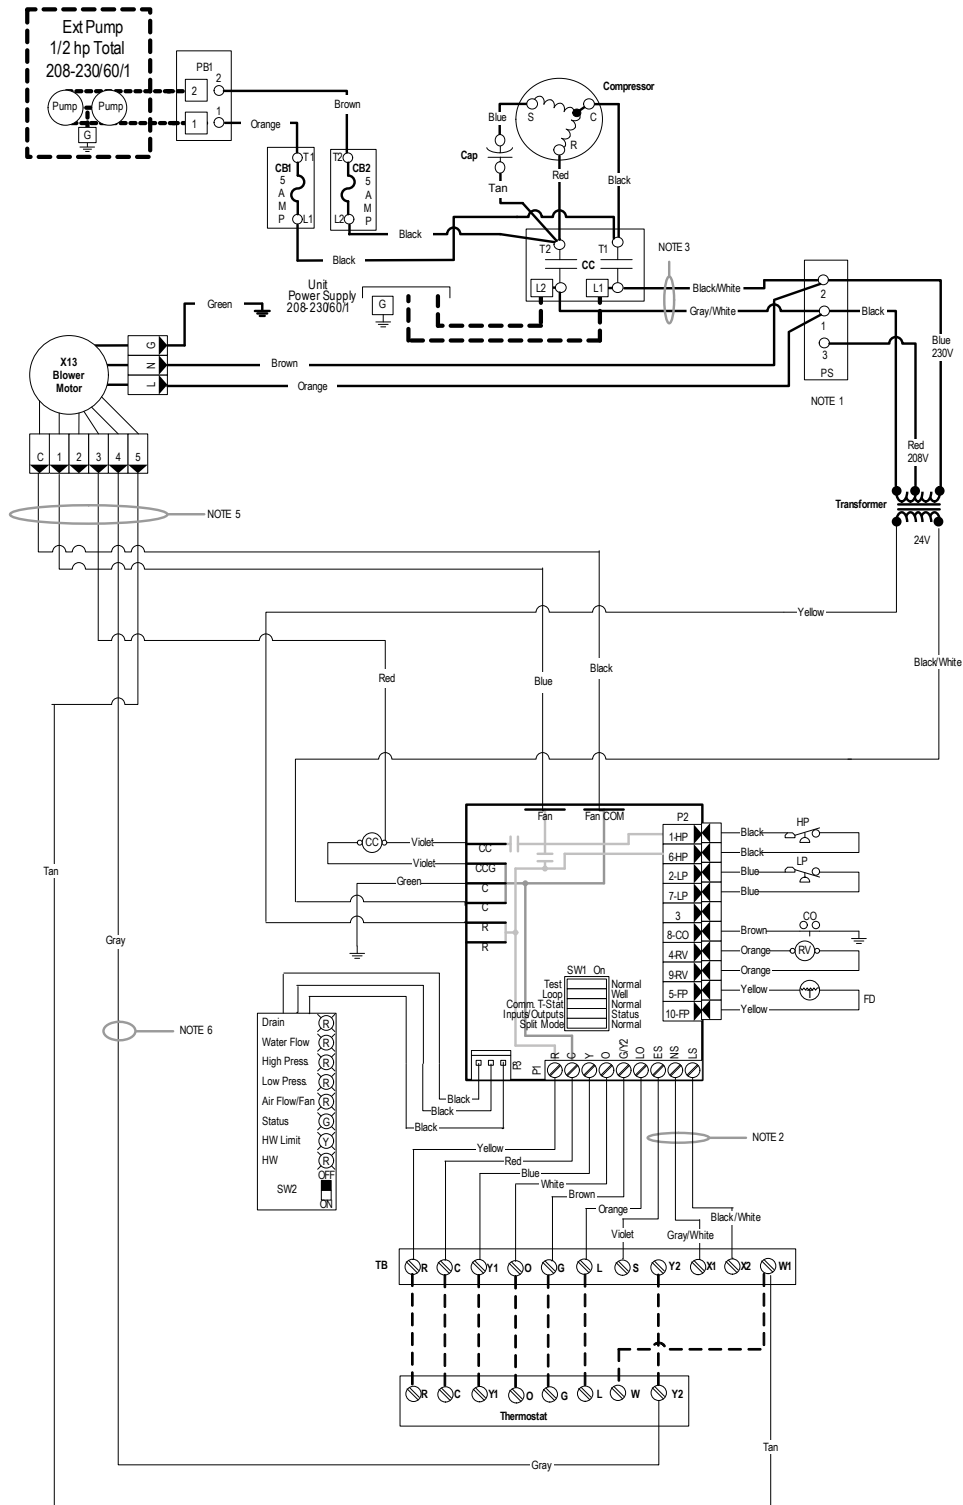 Ext Pump
1/2 hp Total
208-230/60/1
Pump
Pump
G
PB1
2
2
1
1
Brown
Orange
T1
CB1
5
A
M
P
L1
T2
CB2
5
A
M
P
L2
Black
Black
Compressor
S
C
R
Blue
Cap
Tan
Red
Black
T2
T1
CC
L2
L1
NOTE 3
Black/White
Gray/White
2
1
3
PS
NOTE 1
Black
Blue
230V
Red
208V
Transformer
24V
Unit
Power Supply
208-230/60/1
G
Green
X13
Blower
Motor
G
N
L
Brown
Orange
C
1
2
3
4
5
NOTE 5
Yellow
Black/White
Red
Blue
Black
Tan
Gray
NOTE 6
CC
Violet
Violet
Green
Fan
Fan COM
CC
CCG
C
C
R
R
P2
1-HP
6-HP
2-LP
7-LP
3
8-CO
4-RV
9-RV
5-FP
10-FP
Black
Black
Blue
Blue
Brown
Orange
Orange
Yellow
Yellow
HP
LP
CO
RV
FD
SW1 On
Test Normal
Loop Well
Comm. T-Stat Normal
Inputs/Outputs Status
Split Mode Normal
P3
P1
R
C
Y
O
G/Y2
LO
ES
NS
LS
Drain R
Water Flow R
High Press. R
Low Press. R
Air Flow/Fan R
Status G
HW Limit Y
HW R
OFF
SW2
ON
Black
Black
Black
NOTE 2
Yellow
Red
Blue
White
Brown
Orange
Violet
Gray/White
Black/White
TB
R
C
Y1
O
G
L
S
Y2
X1
X2
W1
R
C
Y1
O
G
L
W
Y2
Thermostat
Gray
Tan